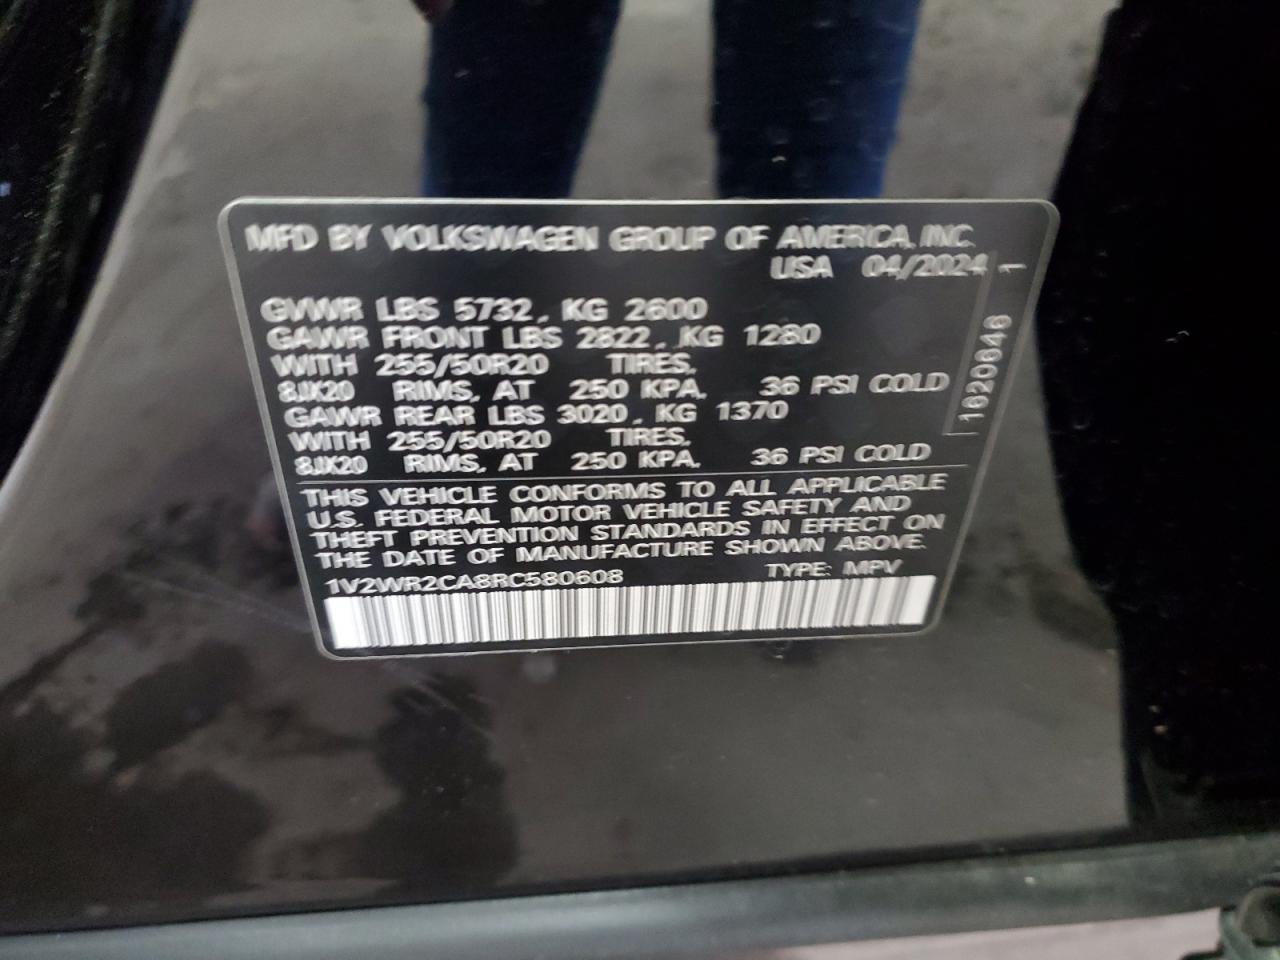 MFD BY VOLKSWAGEN GROUP OF AMERICA, INC.
USA 04/2024
GVWR LBS 5732, KG 2600
GAWR FRONT LBS 2822, KG 1280
WITH 255/50R20 TIRES,
8JX20 RIMS, AT 250 KPA, 36 PSI COLD
GAWR REAR LBS 3020, KG 1370
WITH 255/50R20 TIRES,
8JX20 RIMS, AT 250 KPA, 36 PSI COLD
THIS VEHICLE CONFORMS TO ALL APPLICABLE
U.S. FEDERAL MOTOR VEHICLE SAFETY AND
THEFT PREVENTION STANDARDS IN EFFECT ON
THE DATE OF MANUFACTURE SHOWN ABOVE.
1V2WR2CA8RC580608 TYPE: MPV
1620646 1